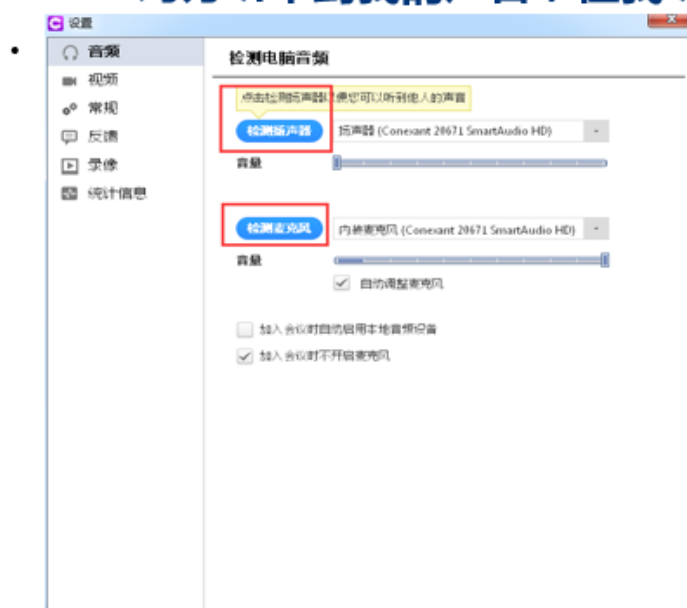 设置
音频
视频
常规
反馈
录像
统计信息
检测电脑音频
点击检测扬声器以便您可以听到他人的声音
检测扬声器
扬声器 (Conexant 20671 SmartAudio HD)
音量
检测麦克风
内装麦克风 (Conexant 20671 SmartAudio HD)
音量
自动调整麦克风
加入会议时自动启用本地音频设备
加入会议时不开启麦克风